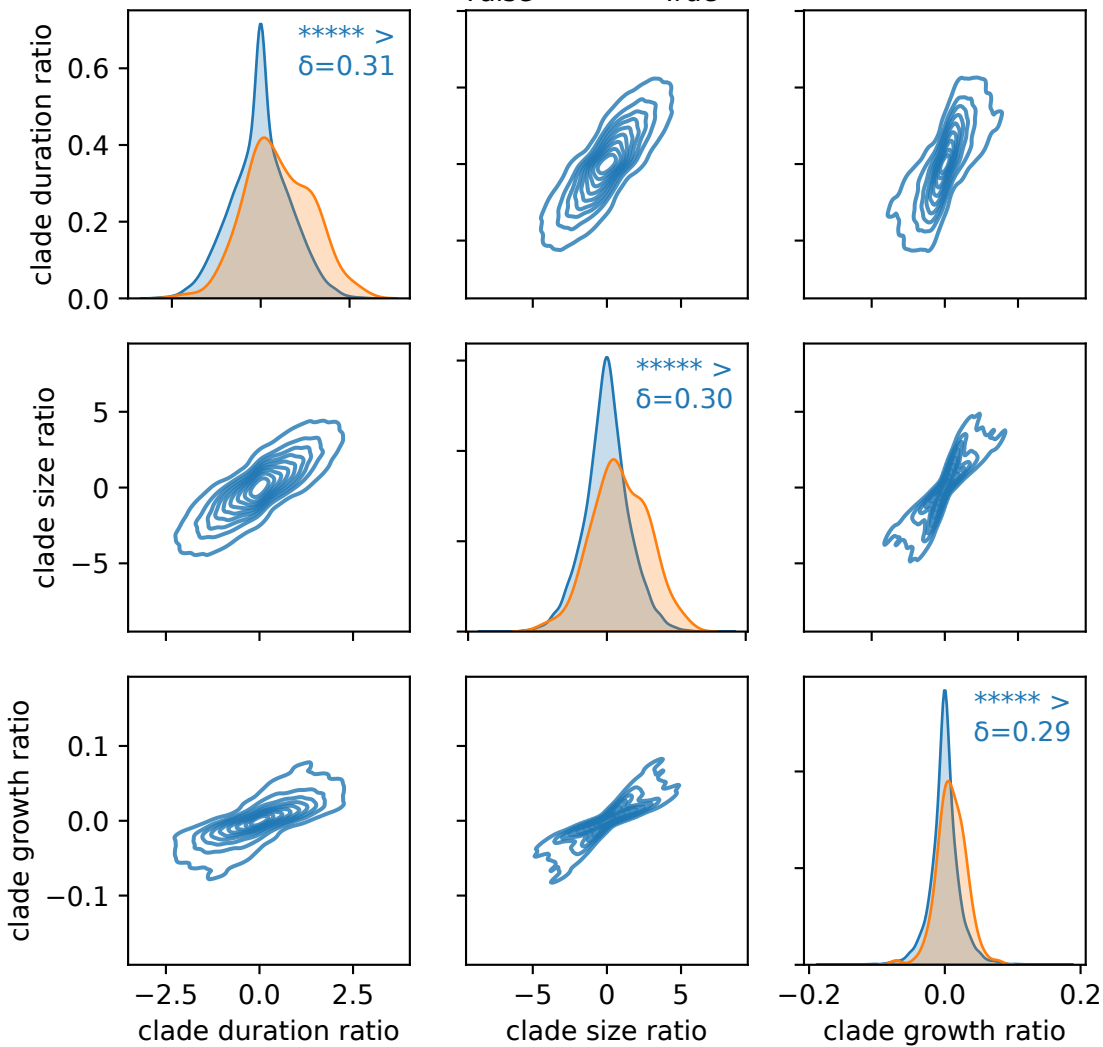 clade duration ratio
0.6
0.4
0.2
0.0
***** >
δ=0.31
clade size ratio
5
0
−5
***** >
δ=0.30
clade growth ratio
0.1
0.0
−0.1
***** >
δ=0.29
−2.5 0.0 2.5
−5 0 5
−0.2 0.0 0.2
clade duration ratio
clade size ratio
clade growth ratio